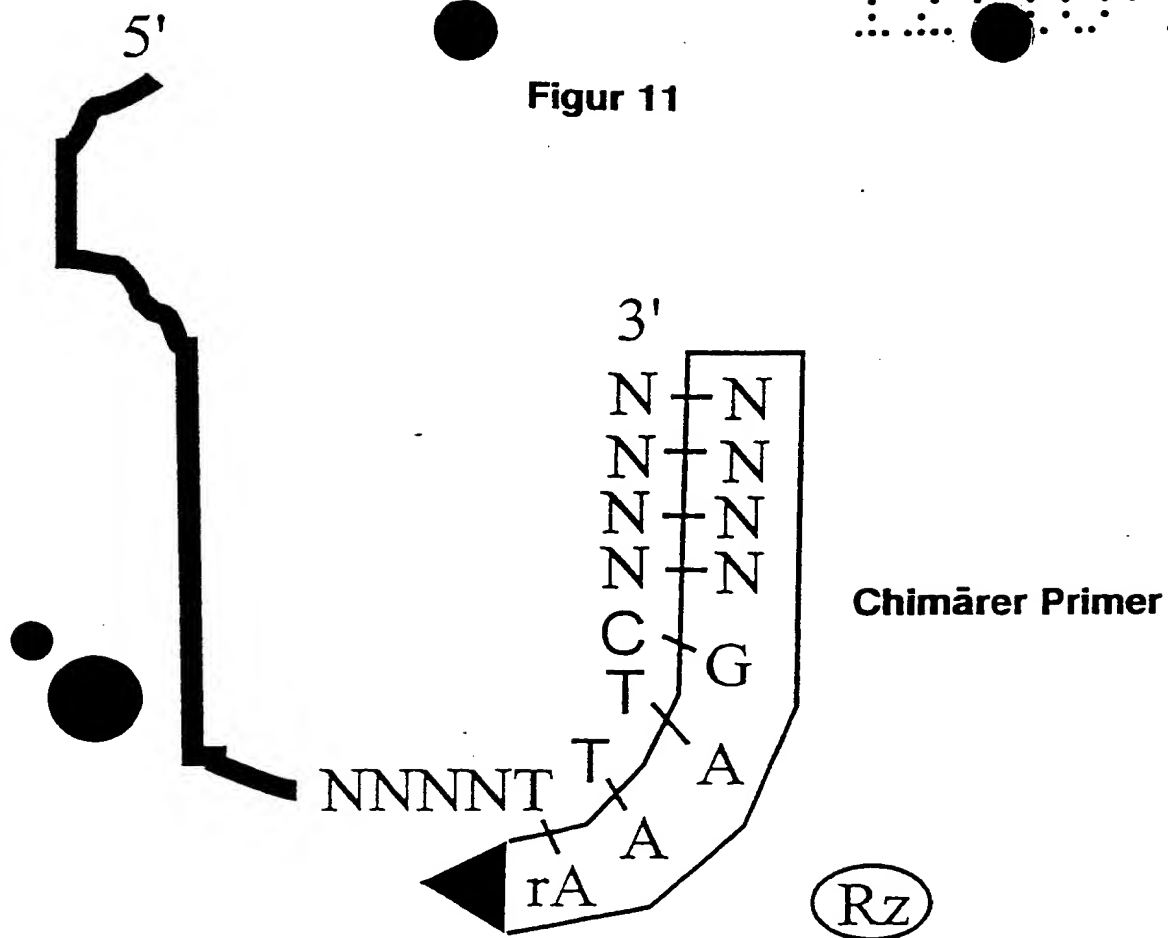 5'
Figur 11
3'
N N
N N
N N
N N
C G
T A
T A
NNNNT
rA
Chimärer Primer
Rz